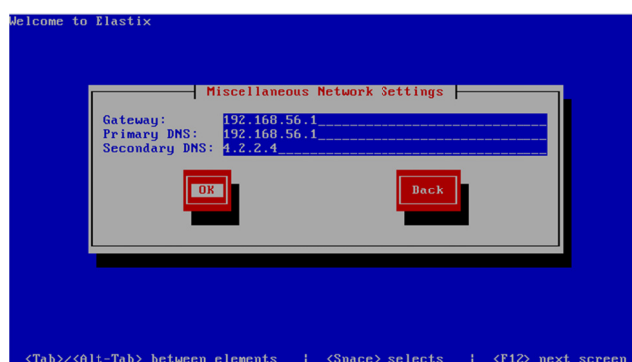 Welcome to Elastix
Miscellaneous Network Settings
Gateway: 192.168.56.1
Primary DNS: 192.168.56.1
Secondary DNS: 4.2.2.4
OK Back
<Tab>/<Alt-Tab> between elements | <Space> selects | <F12> next screen